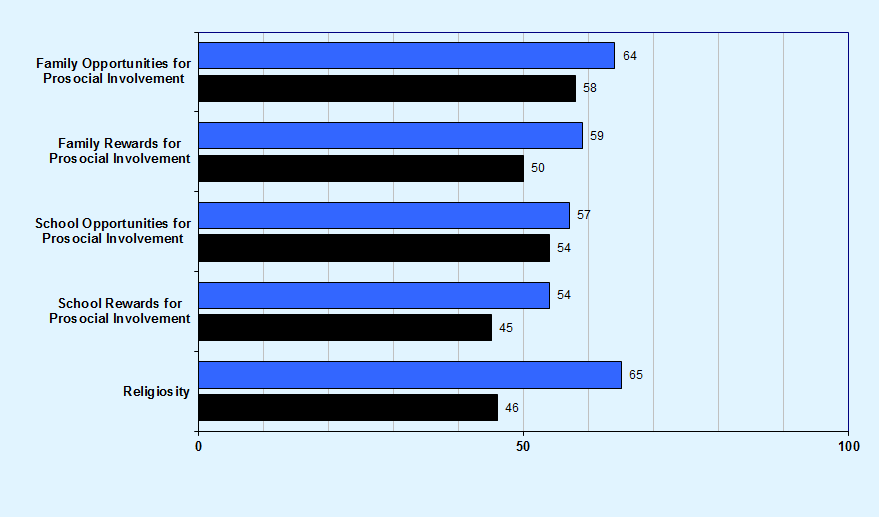 Family Opportunities for
Prosocial Involvement
64
58
Family Rewards for
Prosocial Involvement
59
50
School Opportunities for
Prosocial Involvement
57
54
School Rewards for
Prosocial Involvement
54
45
Religiosity
65
46
0 50 100